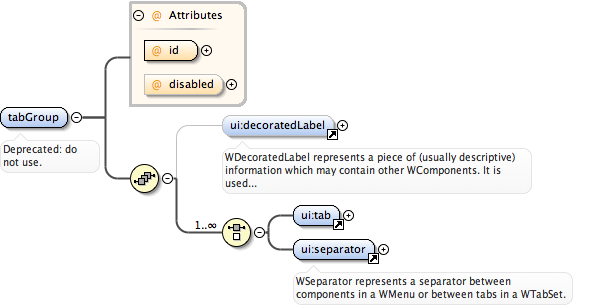 @ Attributes
@ id
@ disabled
tabGroup
Deprecated: do
not use.
ui:decoratedLabel
WDecoratedLabel represents a piece of (usually descriptive)
information which may contain other WComponents. It is
used...
1..∞
ui:tab
ui:separator
WSeparator represents a separator between
components in a WMenu or between tabs in a WTabSet.